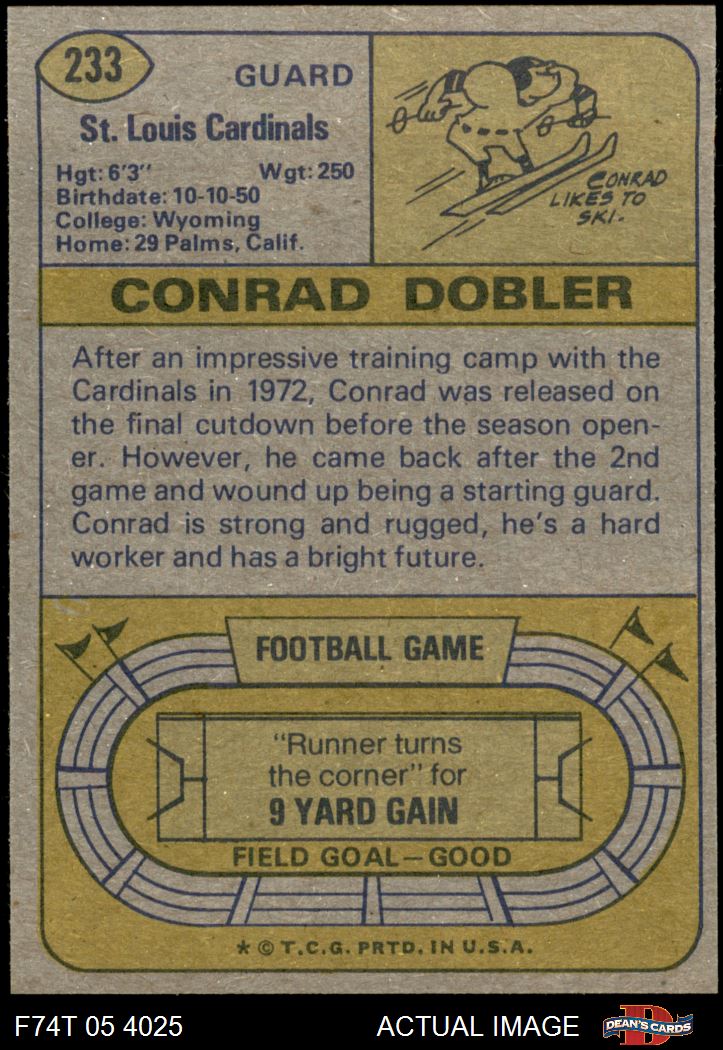 233
GUARD
St. Louis Cardinals
Hgt: 6'3" Wgt: 250
Birthdate: 10-10-50
College: Wyoming
Home: 29 Palms, Calif.
CONRAD
LIKES TO
SKI.
CONRAD DOBLER
After an impressive training camp with the
Cardinals in 1972, Conrad was released on
the final cutdown before the season open-
er. However, he came back after the 2nd
game and wound up being a starting guard.
Conrad is strong and rugged, he's a hard
worker and has a bright future.
FOOTBALL GAME
"Runner turns
the corner" for
9 YARD GAIN
FIELD GOAL—GOOD
* © T.C.G. PRTD. IN U.S.A.
F74T 05 4025 ACTUAL IMAGE
D
DEAN'S CARDS